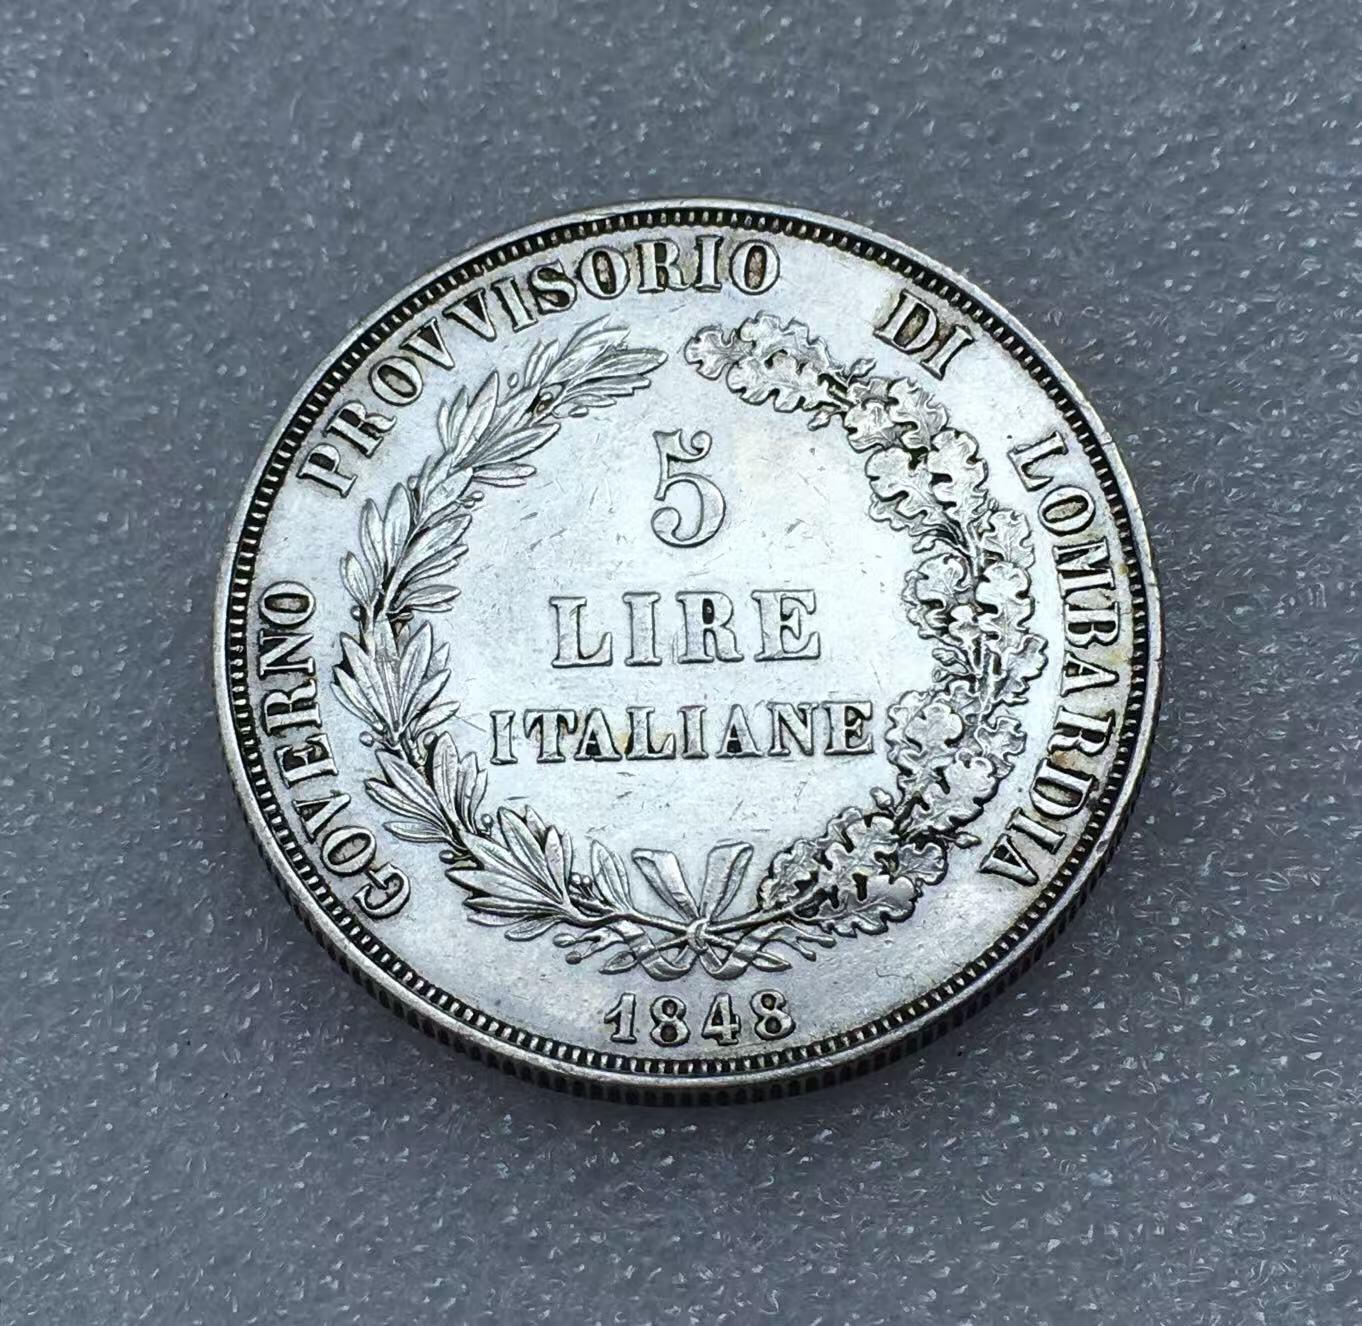 GOVERNO PROVVISORIO DI LOMBARDIA
5
LIRE
ITALIANE
1848